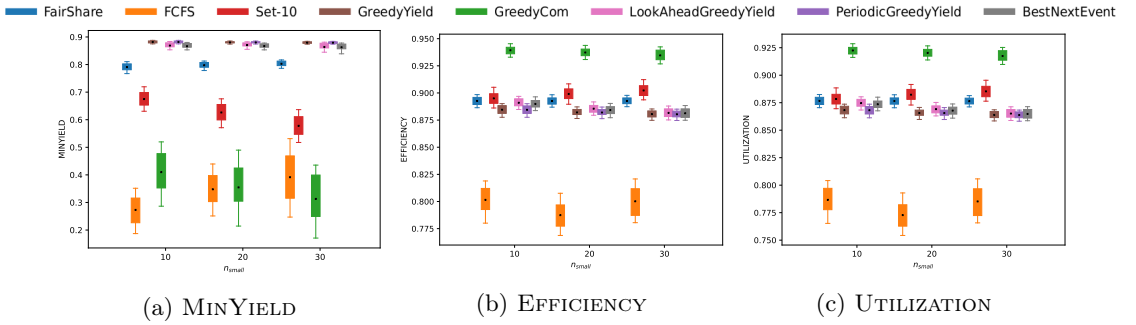 FairShare FCFS Set-10 GreedyYield GreedyCom LookAheadGreedyYield PeriodicGreedyYield BestNextEvent
0.9
0.8
0.7
0.6
0.5
0.4
0.3
0.2
MINYIELD
10 20 30
n_small
(a) MINYIELD
0.950
0.925
0.900
0.875
0.850
0.825
0.800
0.775
EFFICIENCY
10 20 30
n_small
(b) EFFICIENCY
0.925
0.900
0.875
0.850
0.825
0.800
0.775
0.750
UTILIZATION
10 20 30
n_small
(c) UTILIZATION